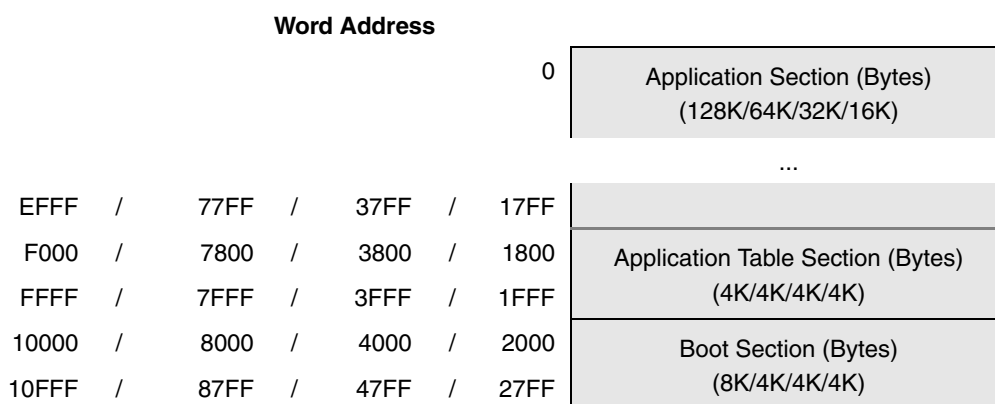 Word Address
0
Application Section (Bytes)
(128K/64K/32K/16K)
...
EFFF / 77FF / 37FF / 17FF
F000 / 7800 / 3800 / 1800
Application Table Section (Bytes)
(4K/4K/4K/4K)
FFFF / 7FFF / 3FFF / 1FFF
10000 / 8000 / 4000 / 2000
Boot Section (Bytes)
(8K/4K/4K/4K)
10FFF / 87FF / 47FF / 27FF